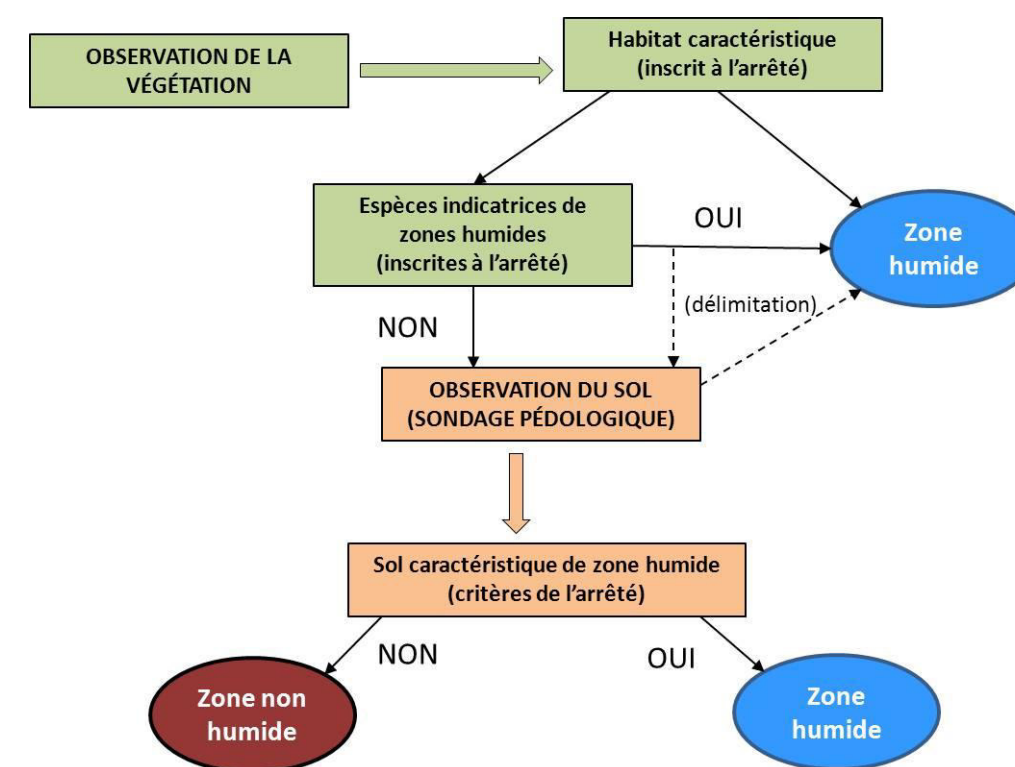 OBSERVATION DE LA
VÉGÉTATION
Habitat caractéristique
(inscrit à l’arrêté)
Espèces indicatrices de
zones humides
(inscrites à l’arrêté)
OUI
Zone
humide
(délimitation)
NON
OBSERVATION DU SOL
(SONDAGE PÉDOLOGIQUE)
Sol caractéristique de zone humide
(critères de l’arrêté)
NON
OUI
Zone non
humide
Zone
humide